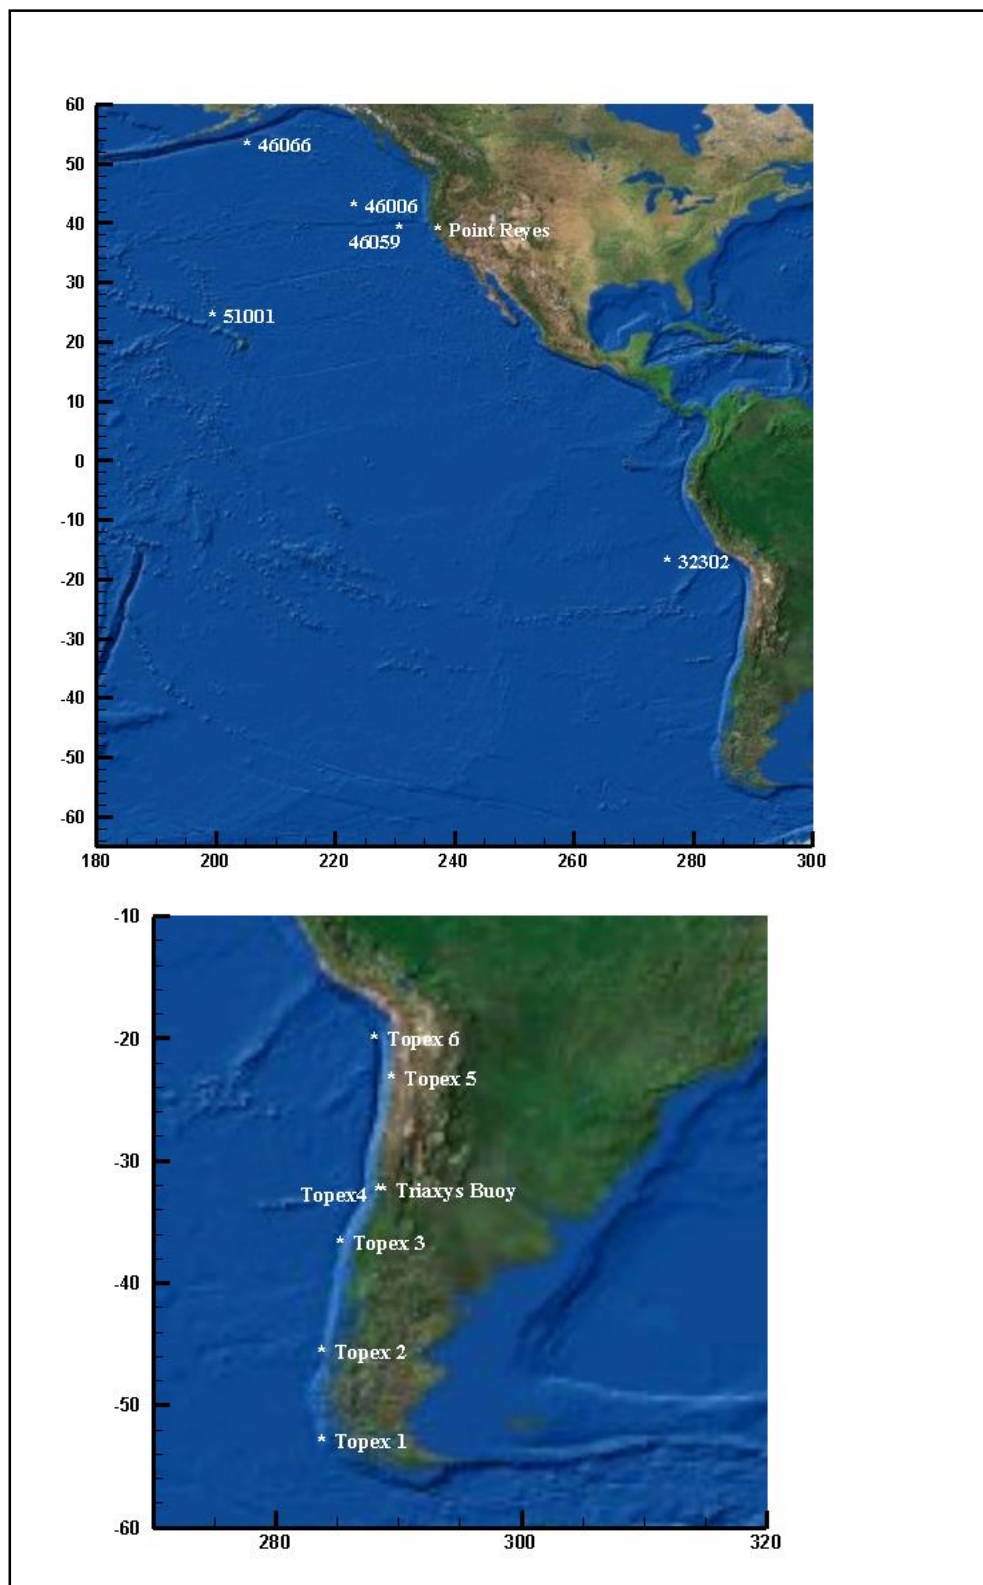 60
* 46066
50
* 46006
40
* * Point Reyes
46059
30
* 51001
20
10
0
-10
* 32302
-20
-30
-40
-50
-60
180 200 220 240 260 280 300
-10
* Topex 6
-20
* Topex 5
-30
Topex4 ** Triaxys Buoy
* Topex 3
-40
* Topex 2
-50
* Topex 1
-60
280 300 320